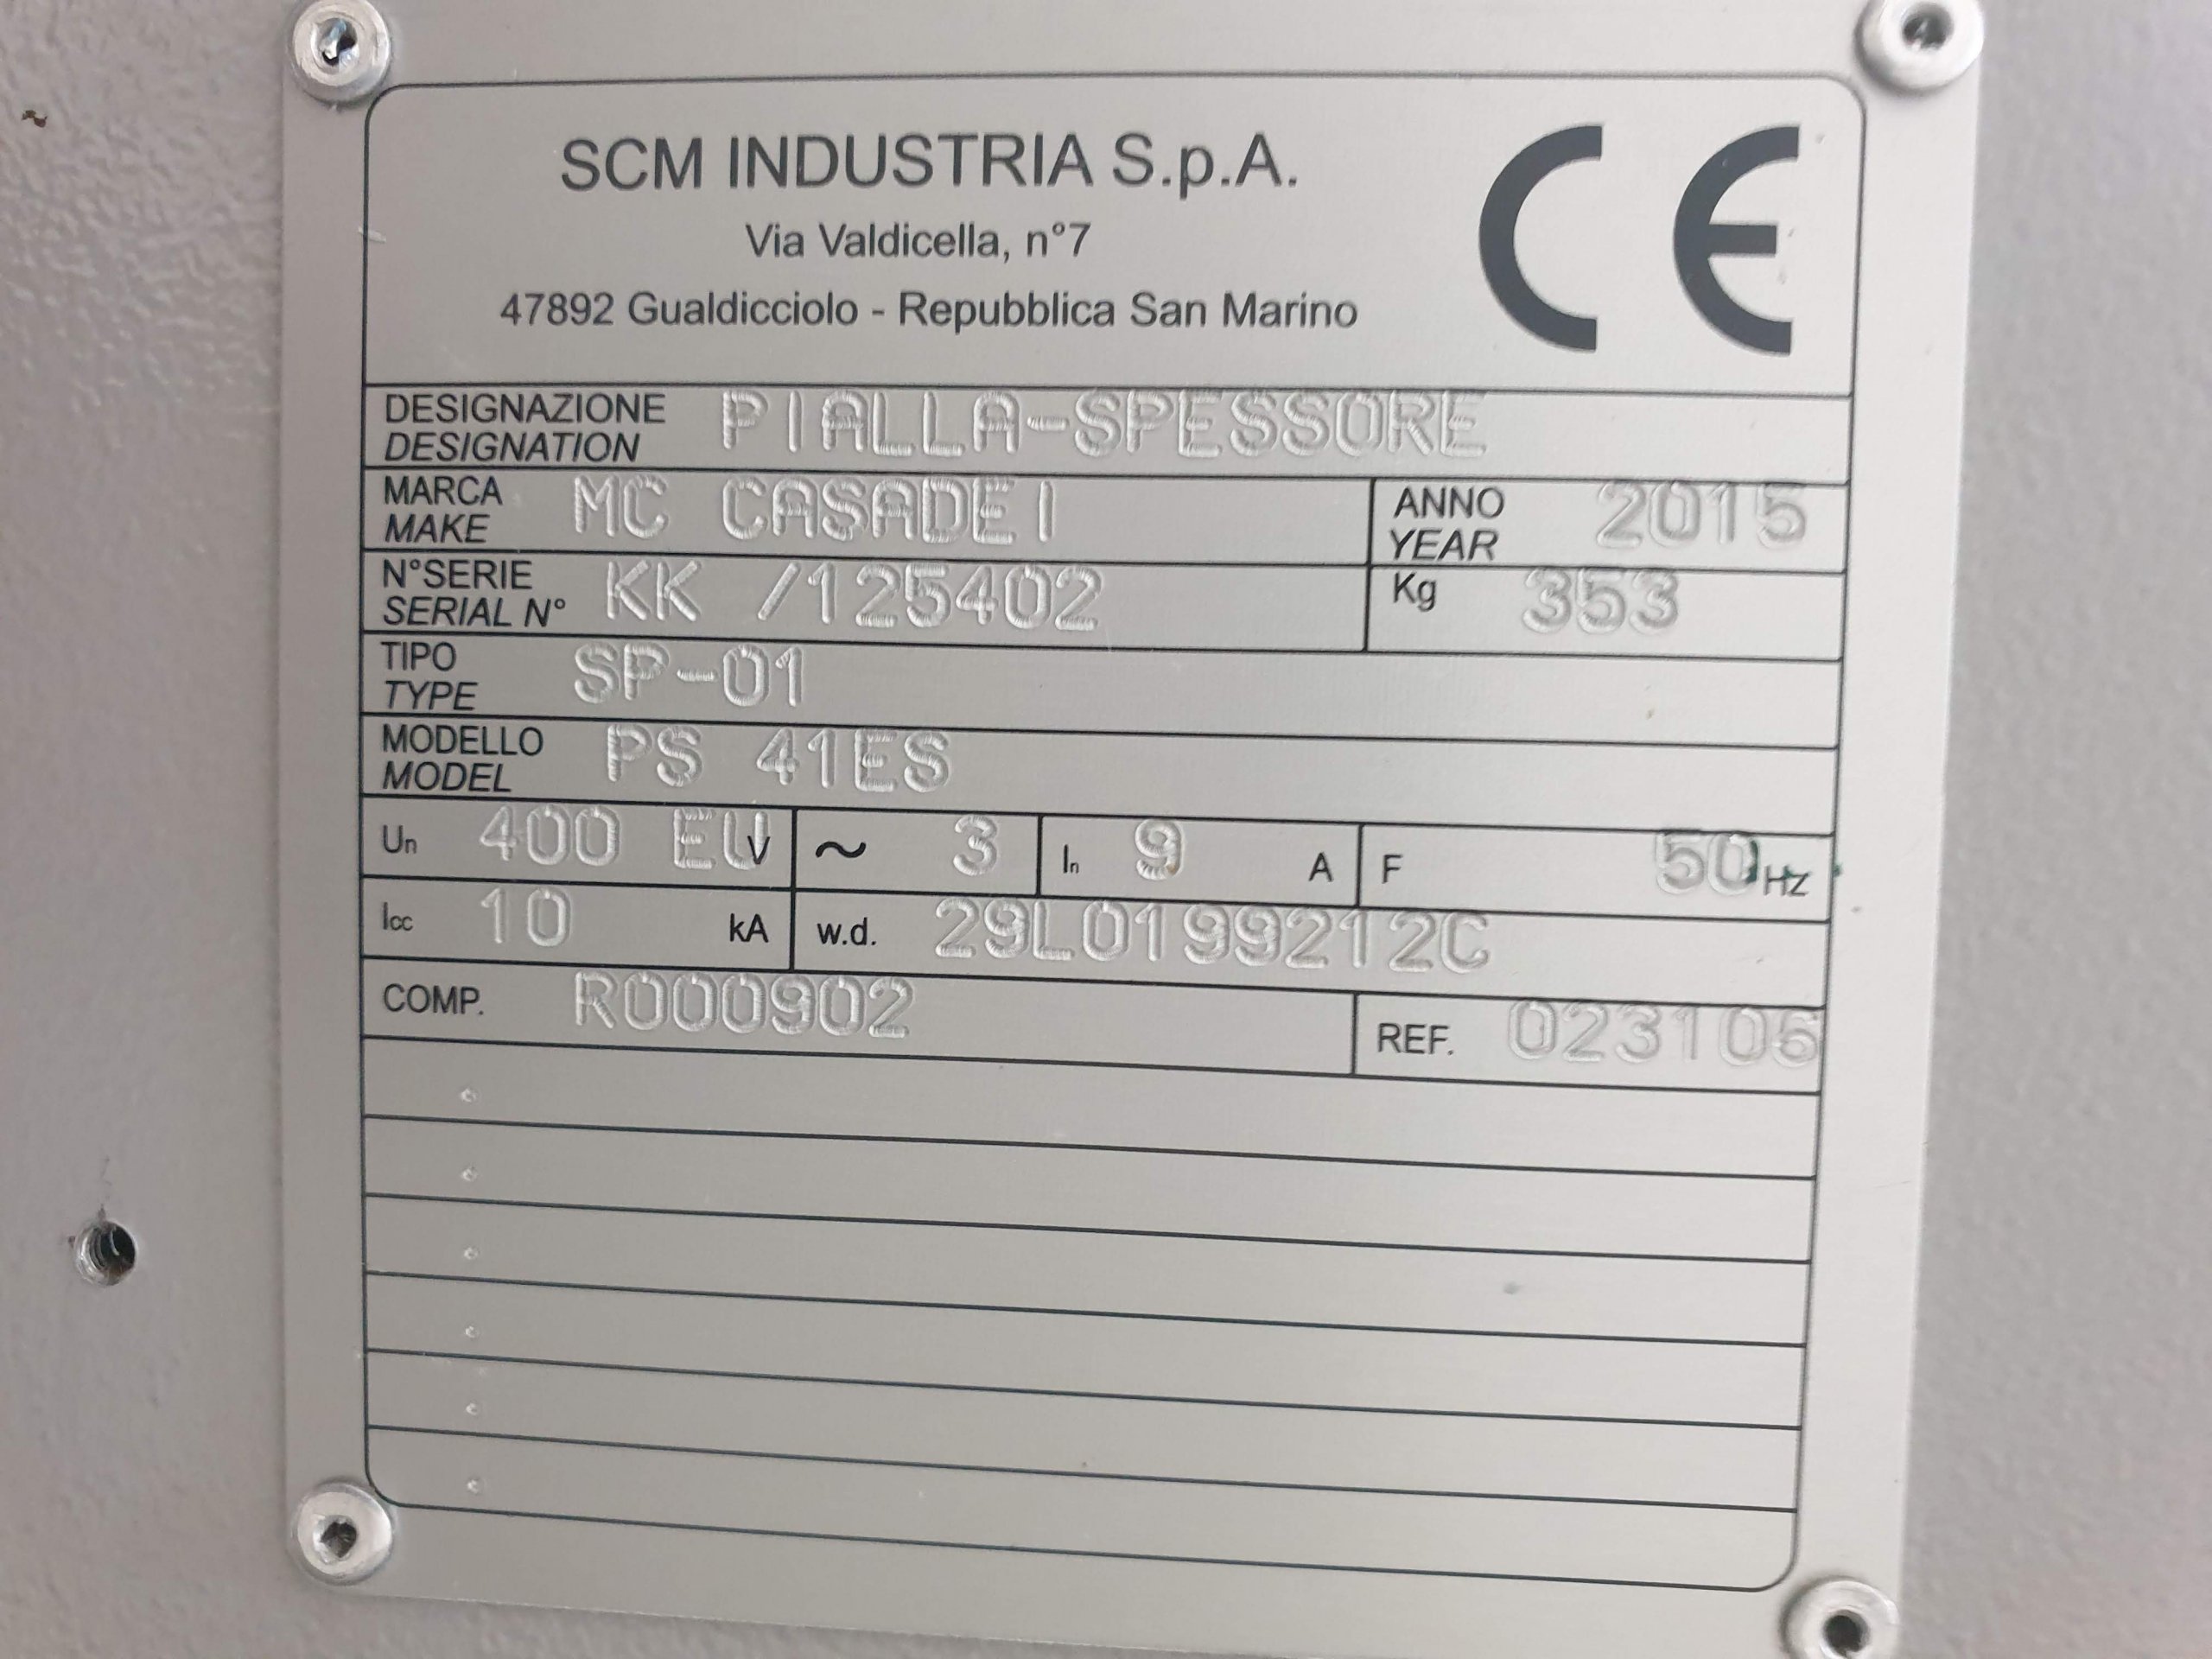 SCM INDUSTRIA S.p.A.
CE
Via Valdicella, n°7
47892 Gualdicciolo - Repubblica San Marino
DESIGNAZIONE
DESIGNATION
PIALLA-SPESSORE
MARCA
MAKE
MC CASADEI
ANNO
YEAR
2015
N°SERIE
SERIAL N°
KK /125402
Kg 353
TIPO
TYPE
SP-01
MODELLO
MODEL
PS 41ES
Un 400 EU V
~ 3
In 9 A
F 50 HZ
Icc 10 kA
w.d. 29L0199212C
COMP. R000902
REF. 023106